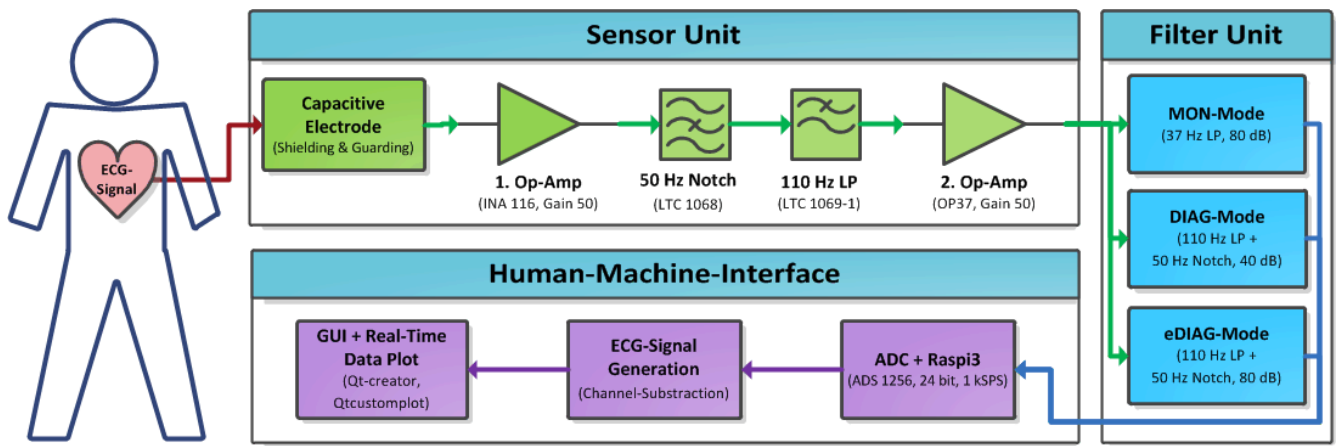 Sensor Unit
Filter Unit
ECG-
Signal
Capacitive
Electrode
(Shielding & Guarding)
1. Op-Amp
(INA 116, Gain 50)
50 Hz Notch
(LTC 1068)
110 Hz LP
(LTC 1069-1)
2. Op-Amp
(OP37, Gain 50)
MON-Mode
(37 Hz LP, 80 dB)
DIAG-Mode
(110 Hz LP +
50 Hz Notch, 40 dB)
eDIAG-Mode
(110 Hz LP +
50 Hz Notch, 80 dB)
Human-Machine-Interface
GUI + Real-Time
Data Plot
(Qt-creator,
Qtcustomplot)
ECG-Signal
Generation
(Channel-Substraction)
ADC + Raspi3
(ADS 1256, 24 bit, 1 kSPS)